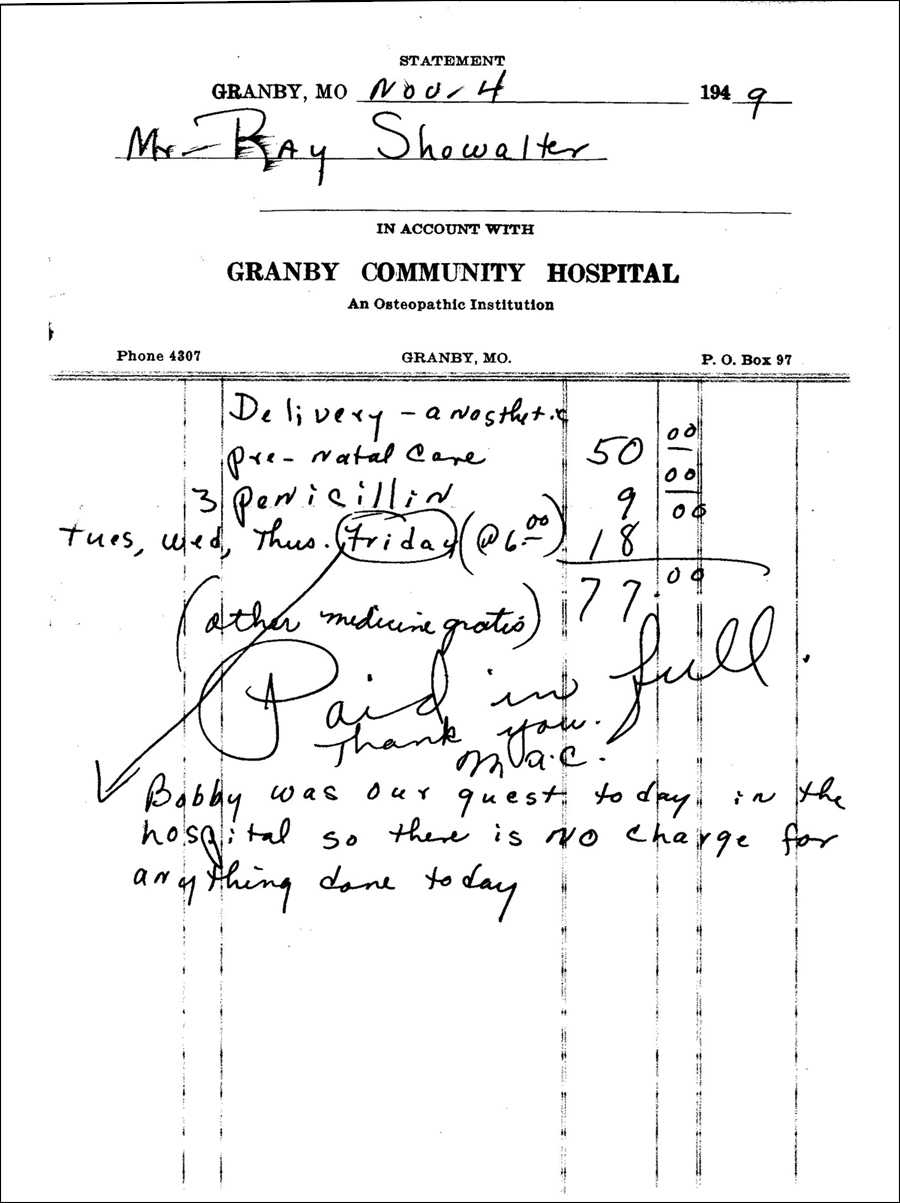 STATEMENT
GRANBY, MO Nov-4 1949
Mr- Ray Showalter
IN ACCOUNT WITH
GRANBY COMMUNITY HOSPITAL
An Osteopathic Institution
Phone 4307 GRANBY, MO. P. O. Box 97
Delivery - anosthetic
pre-natal care 50 00
3 penicillin 9 00
Tues, wed, Thus. Friday (@ 6.00) 18 00
77.00
(other medicine gratis)
Paid in full.
Thank you.
Mac.
Bobby was our quest today in the
hospital so there is no charge for
anything done today